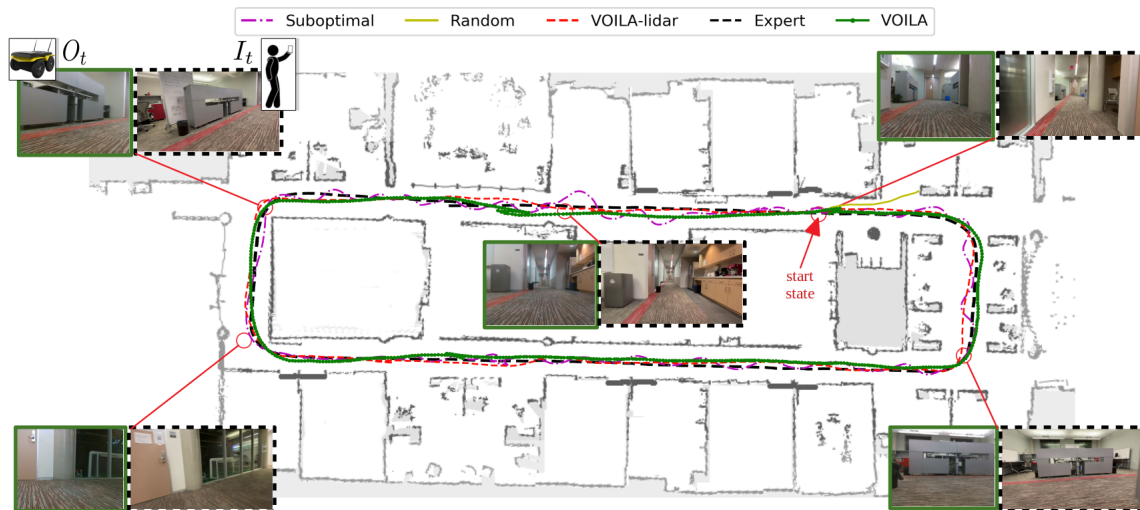 Suboptimal Random VOILA-lidar Expert VOILA
O_t I_t
start
state